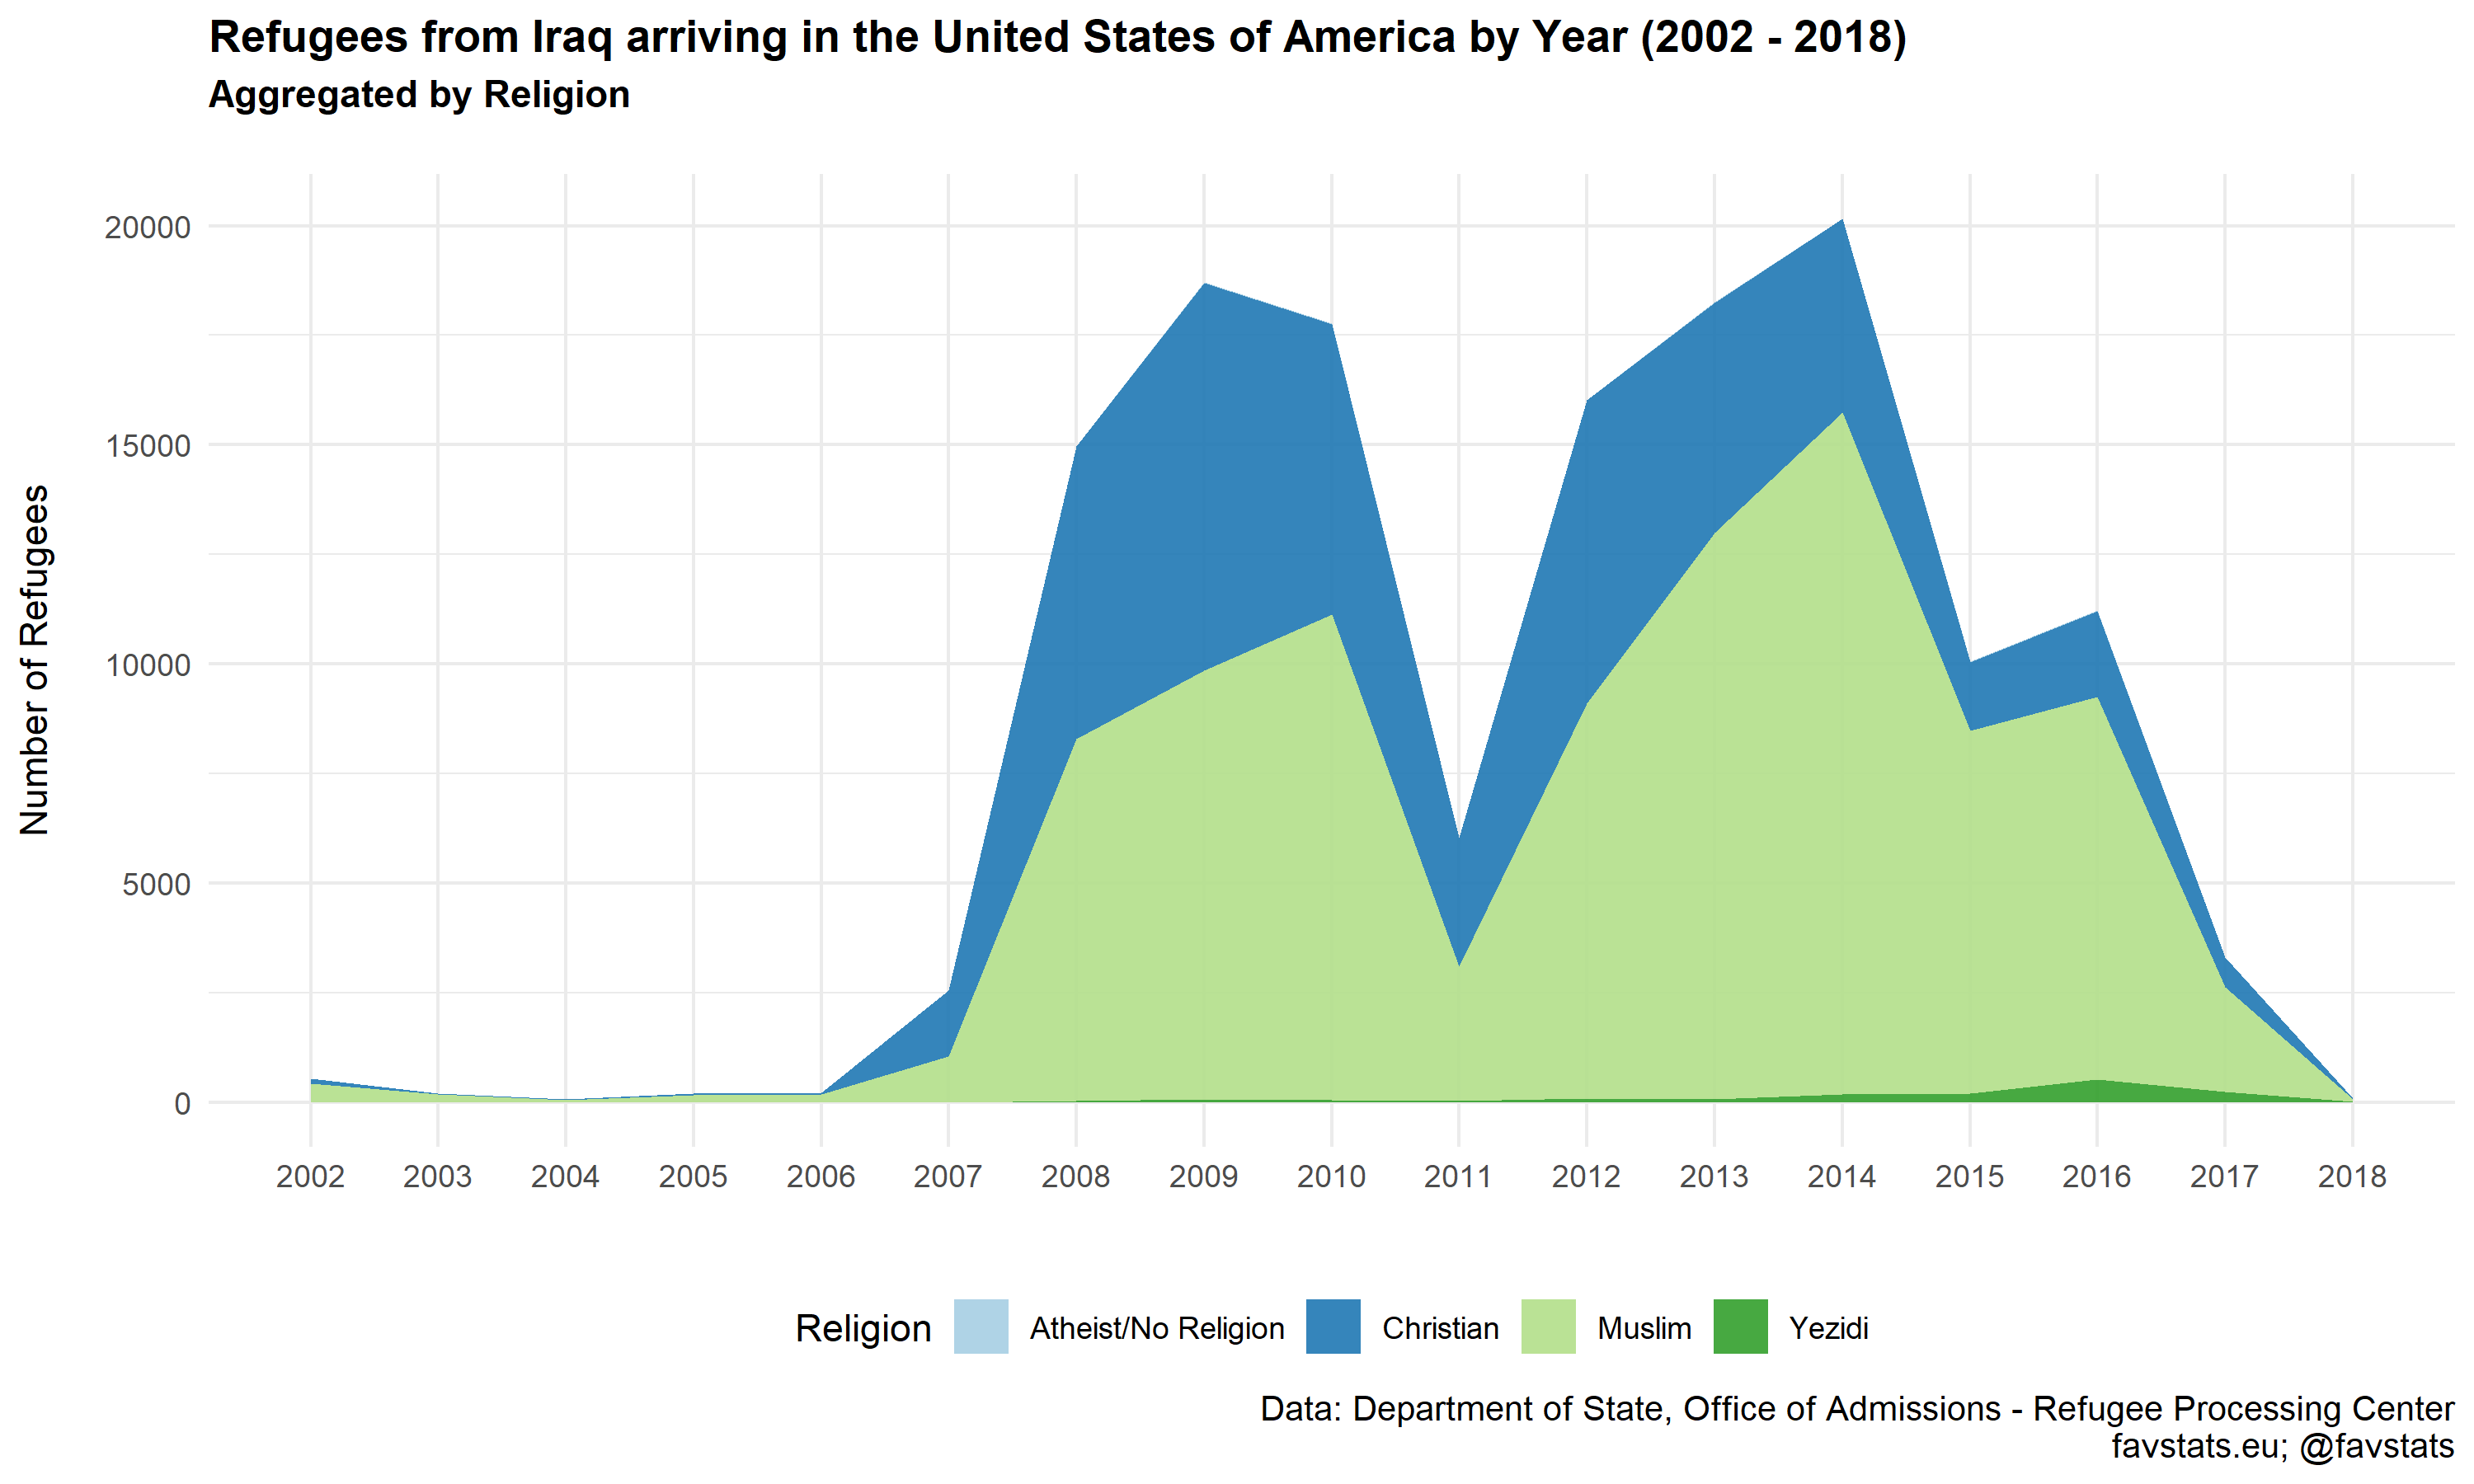 Refugees from Iraq arriving in the United States of America by Year (2002 - 2018)
Aggregated by Religion
Number of Refugees
20000
15000
10000
5000
0
2002 2003 2004 2005 2006 2007 2008 2009 2010 2011 2012 2013 2014 2015 2016 2017 2018
Religion Atheist/No Religion Christian Muslim Yezidi
Data: Department of State, Office of Admissions - Refugee Processing Center
favstats.eu; @favstats